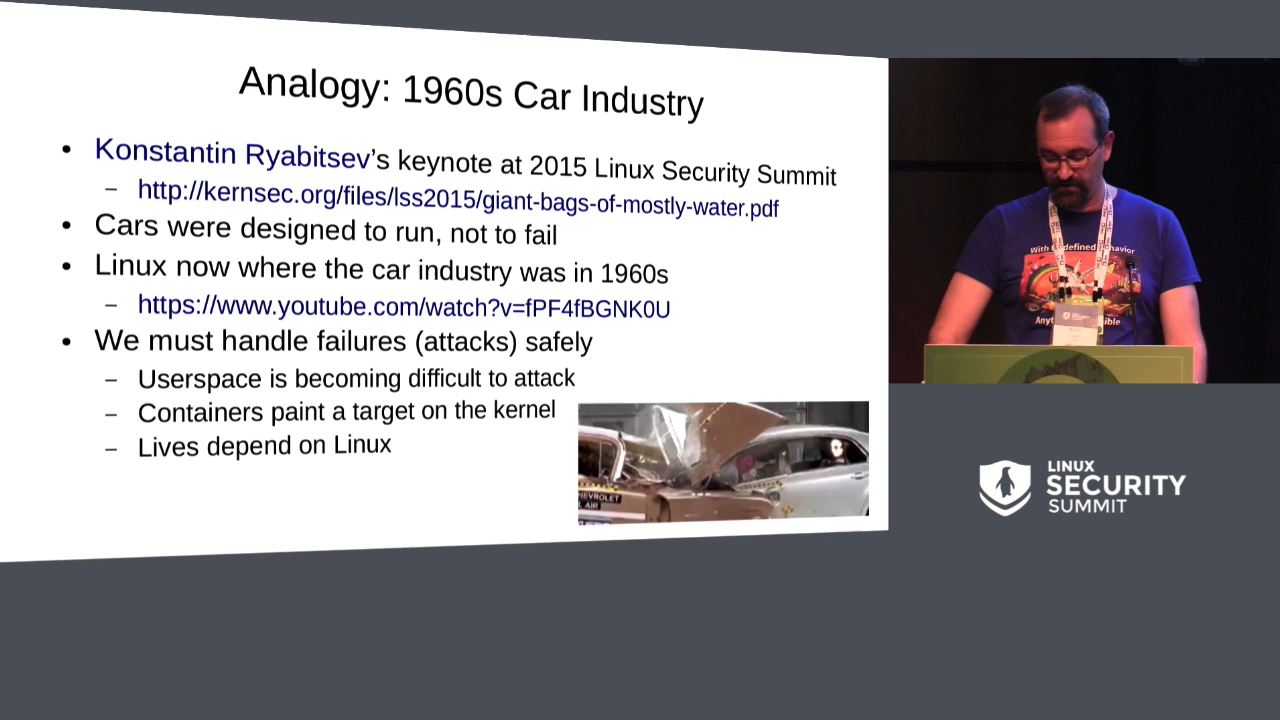 Analogy: 1960s Car Industry
• Konstantin Ryabitsev’s keynote at 2015 Linux Security Summit
– http://kernsec.org/files/lss2015/giant-bags-of-mostly-water.pdf
• Cars were designed to run, not to fail
• Linux now where the car industry was in 1960s
– https://www.youtube.com/watch?v=fPF4fBGNK0U
• We must handle failures (attacks) safely
– Userspace is becoming difficult to attack
– Containers paint a target on the kernel
– Lives depend on Linux
HEVROLET
L AIR
With
LINUX
SECURITY
SUMMIT